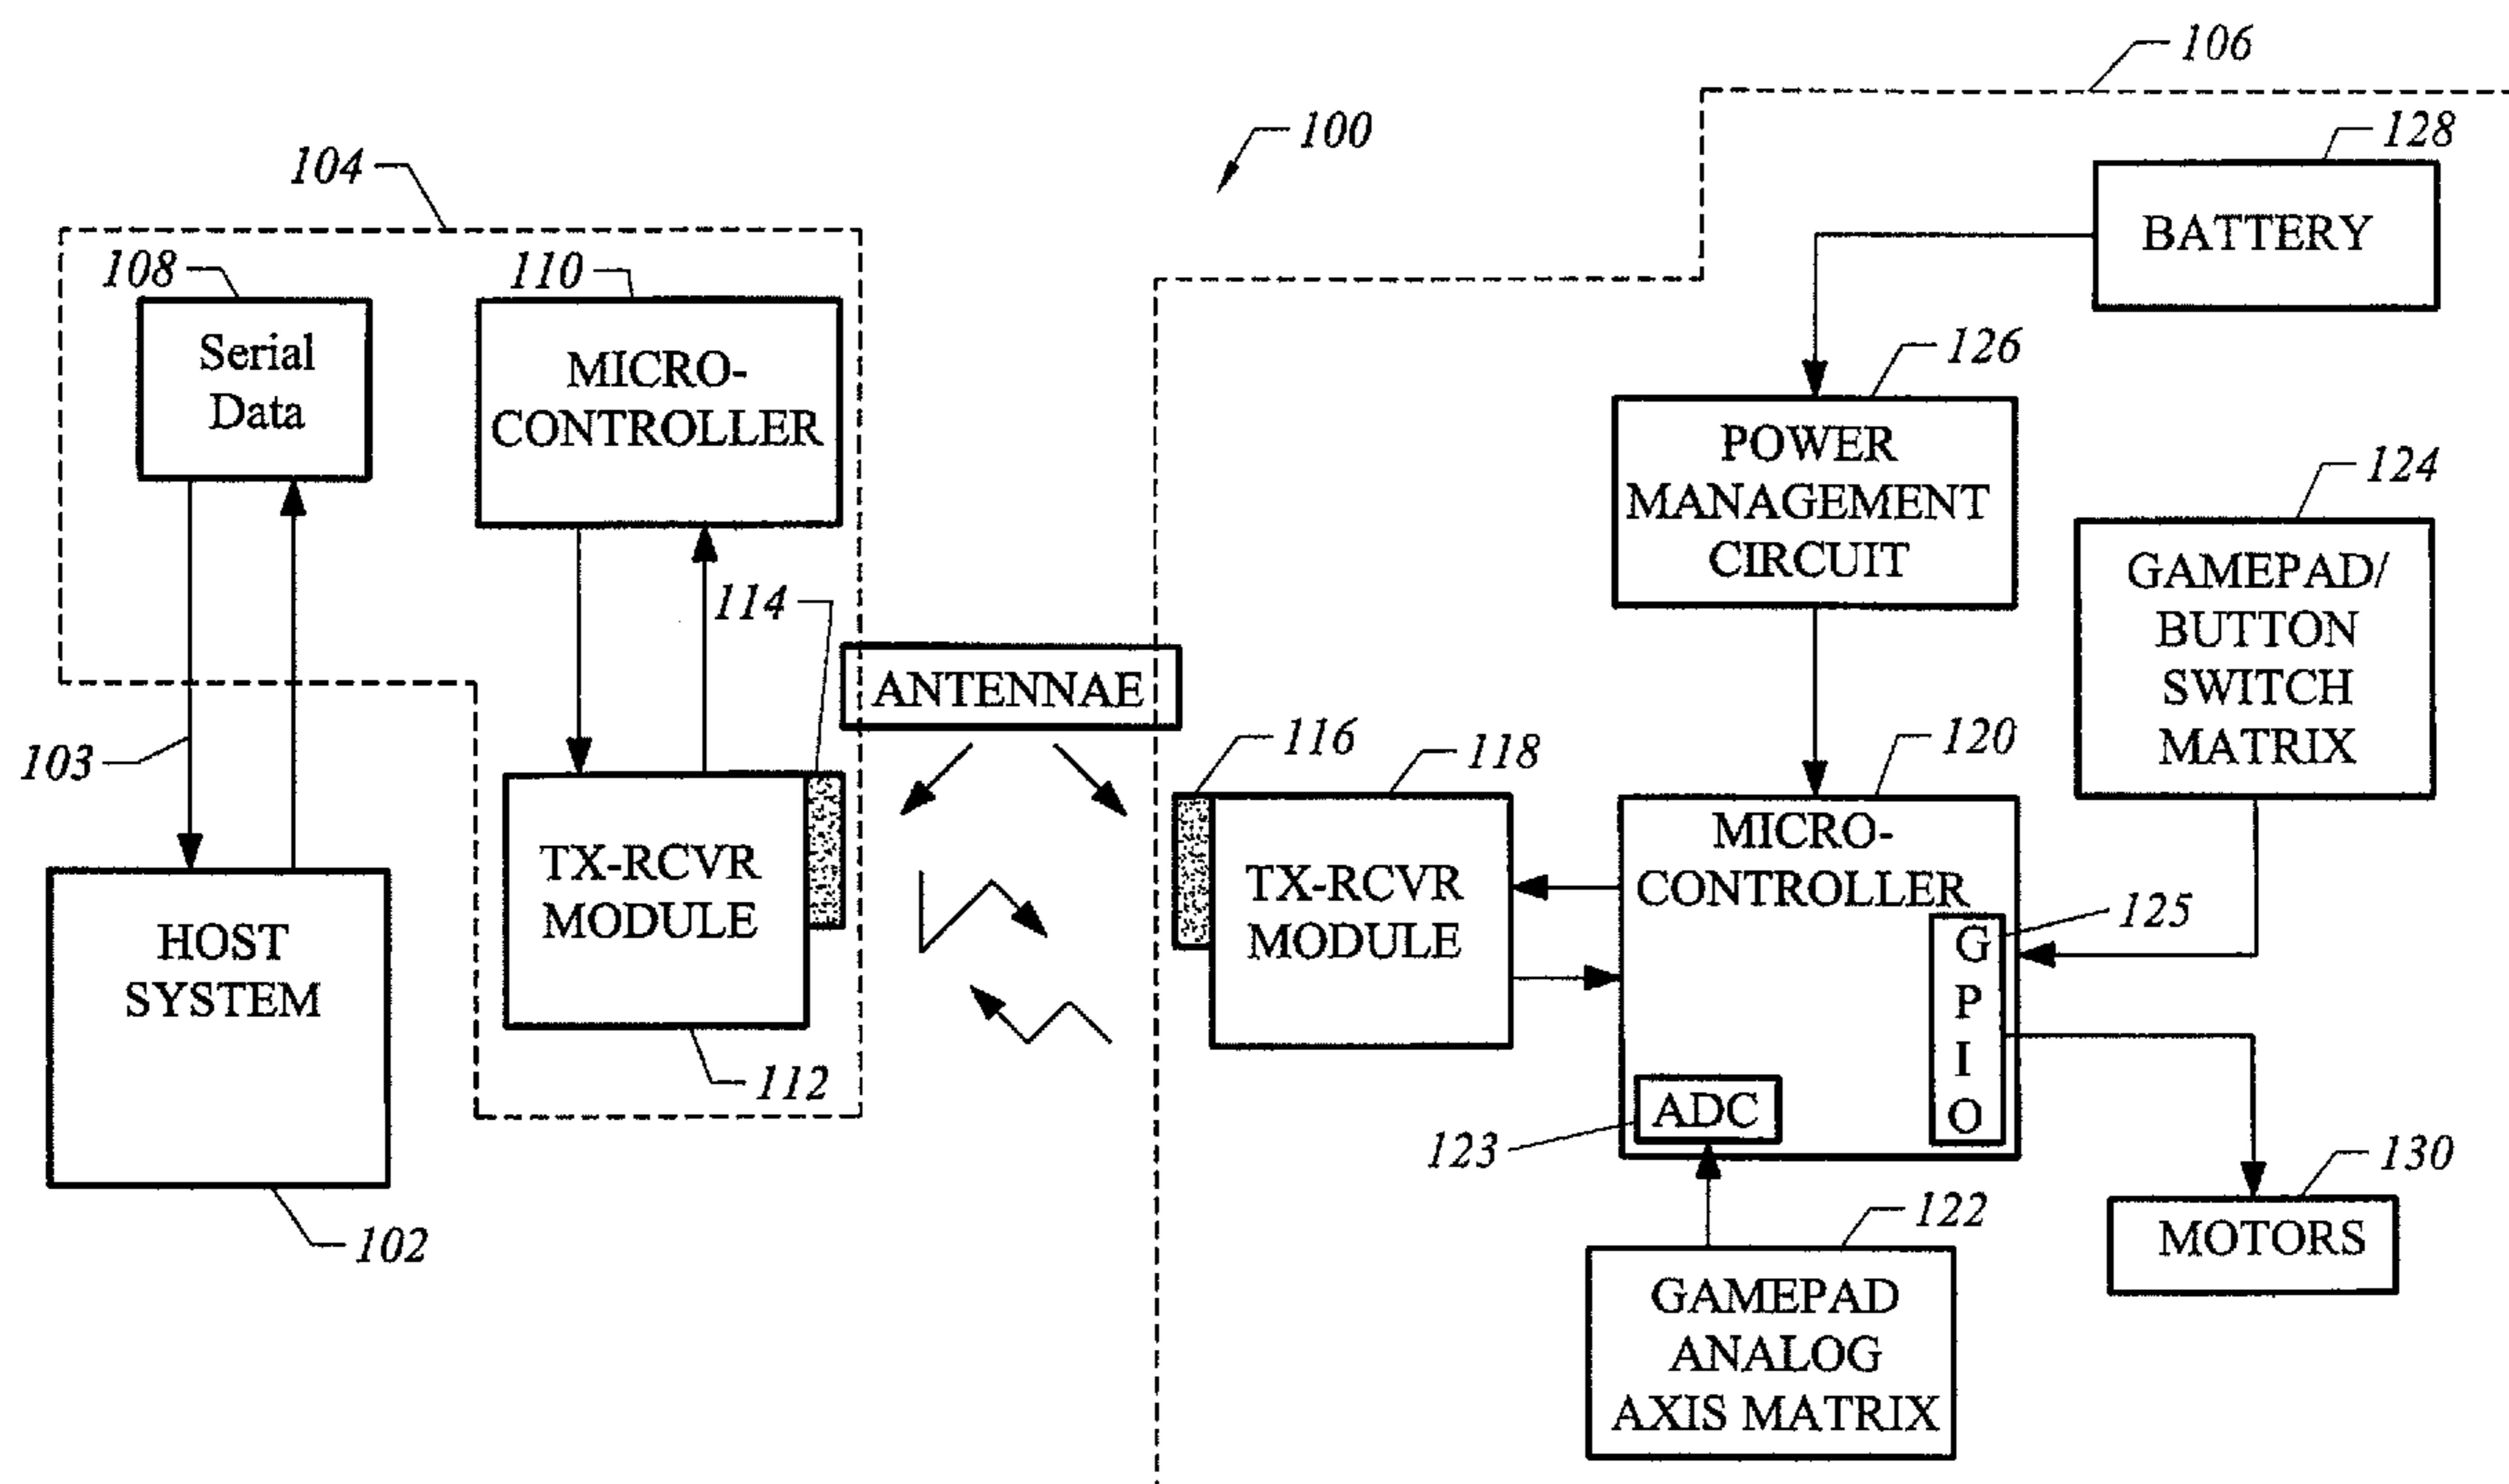 106
100
128
104
BATTERY
108
110
Serial
Data
MICRO-
CONTROLLER
126
POWER
MANAGEMENT
CIRCUIT
124
GAMEPAD/
BUTTON
SWITCH
MATRIX
114
ANTENNAE
103
116
118
120
TX-RCVR
MODULE
TX-RCVR
MODULE
MICRO-
CONTROLLER
125
G
P
I
O
HOST
SYSTEM
112
ADC
123
130
102
122
MOTORS
GAMEPAD
ANALOG
AXIS MATRIX